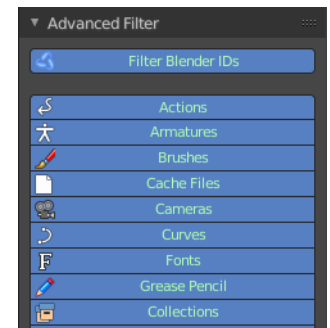 Advanced Filter
Filter Blender IDs
Actions
Armatures
Brushes
Cache Files
Cameras
Curves
Fonts
Grease Pencil
Collections